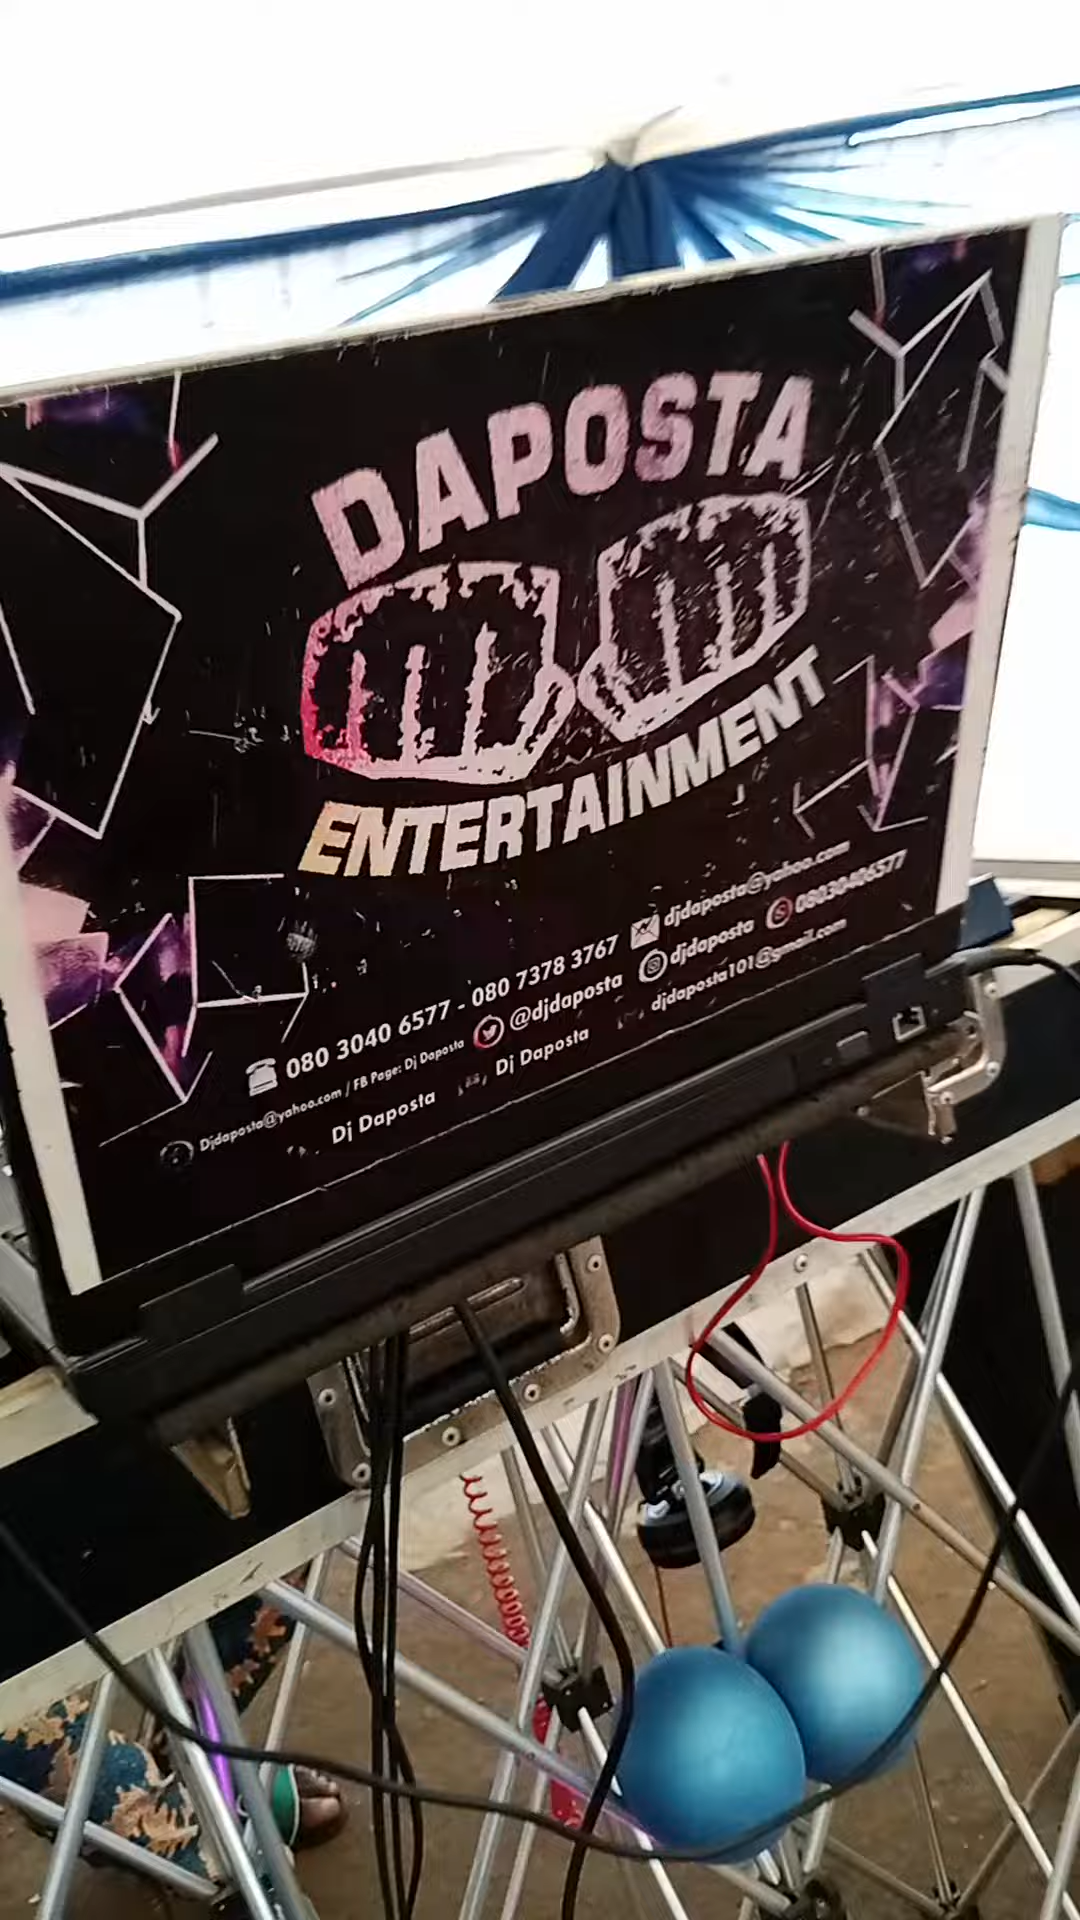 DAPOSTA
ENTERTAINMENT
080 3040 6577 - 080 7378 3767 djdaposta@yahoo.com
Djdaposta@yahoo.com / FB Page: Dj Daposta @djdaposta djdaposta 08030406577
Dj Daposta Dj Daposta djdaposta101@gmail.com